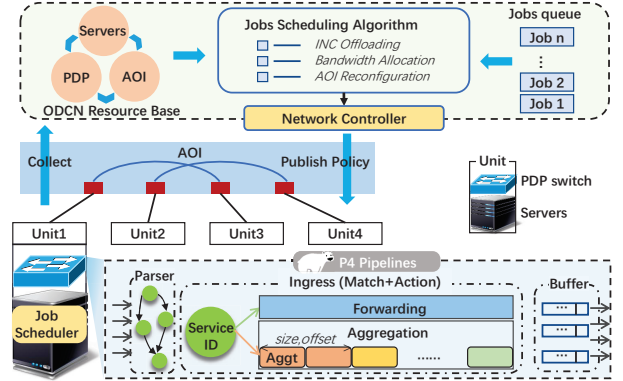 Servers
PDP
AOI
ODCN Resource Base
Jobs Scheduling Algorithm
INC Offloading
Bandwidth Allocation
AOI Reconfiguration
Network Controller
Jobs queue
Job n
Job 2
Job 1
Collect
AOI
Publish Policy
Unit1
Unit2
Unit3
Unit4
Unit
PDP switch
Servers
Job
Scheduler
P4 Pipelines
Parser
Ingress (Match+Action)
Buffer
Service
ID
Forwarding
Aggregation
size,offset
Aggt
......